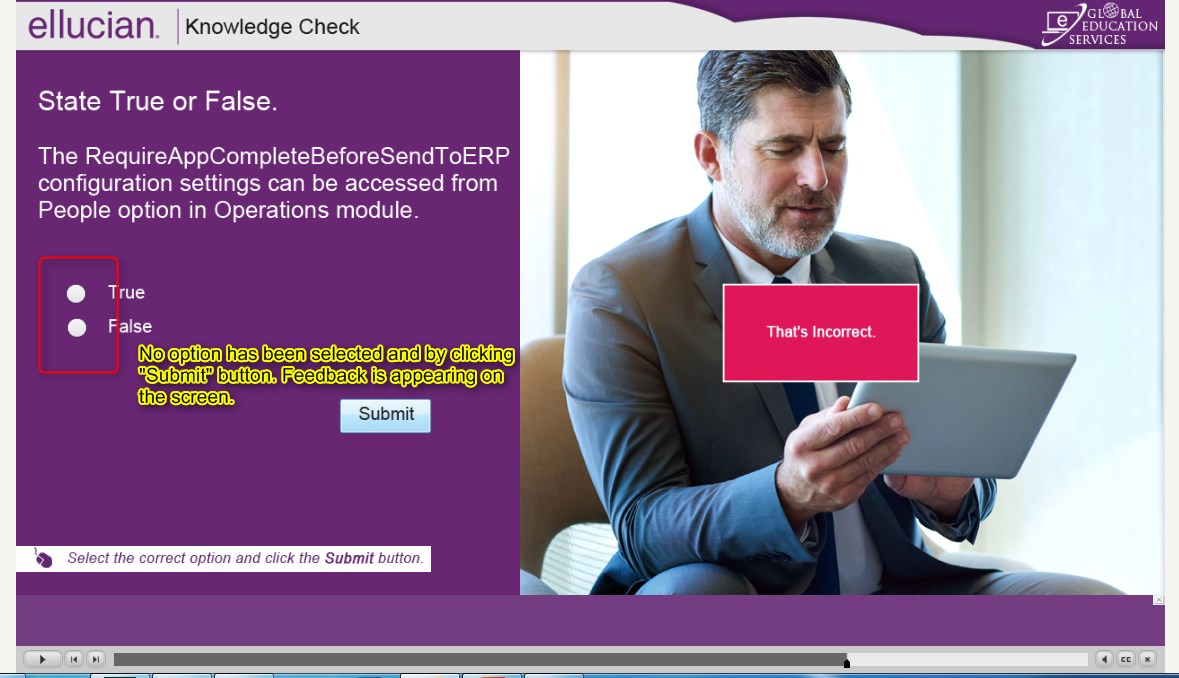 ellucian.
Knowledge Check
e GLOBAL
EDUCATION
SERVICES
State True or False.
The RequireAppCompleteBeforeSendToERP
configuration settings can be accessed from
People option in Operations module.
True
False
No option has been selected and by clicking
"Submit" button. Feedback is appearing on
the screen.
Submit
That's Incorrect.
Select the correct option and click the Submit button.
CC